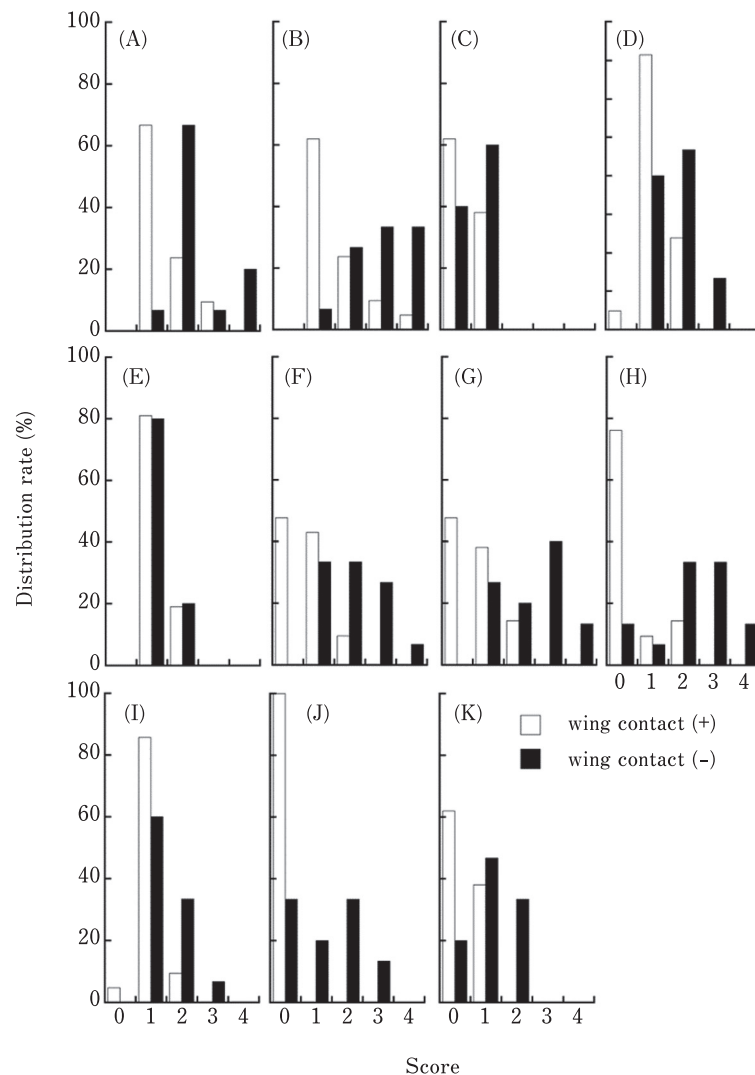 100
80
60
40
20
0
(A)
(B)
(C)
(D)
100
80
60
40
20
0
(E)
(F)
(G)
(H)
0 1 2 3 4
Distribution rate (%)
100
80
60
40
20
0
(I)
(J)
(K)
wing contact (+)
wing contact (-)
0 1 2 3 4
0 1 2 3 4
0 1 2 3 4
Score